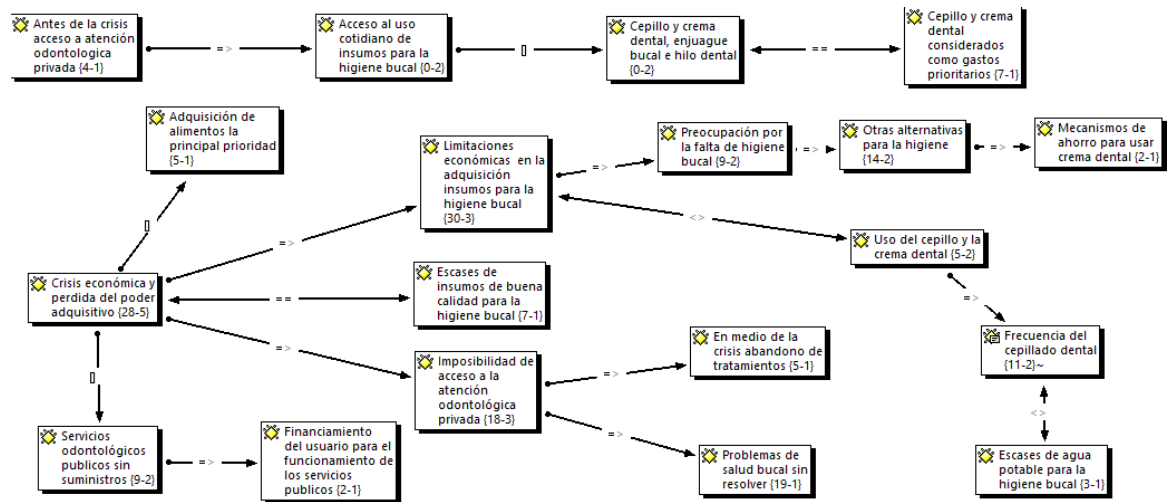 Antes de la crisis
acceso a atención
odontologica
privada {4-1}
=>
Acceso al uso
cotidiano de
insumos para la
higiene bucal {0-2}
[]
Cepillo y crema
dental, enjuague
bucal e hilo dental
{0-2}
==
Cepillo y crema
dental
considerados
como gastos
prioritarios {7-1}
Adquisición de
alimentos la
principal prioridad
{5-1}
[]
Limitaciones
económicas en la
adquisición
insumos para la
higiene bucal
{30-3}
=>
Preocupación por
la falta de higiene
bucal {9-2}
=>
Otras alternativas
para la higiene
{14-2}
=>
Mecanismos de
ahorro para usar
crema dental {2-1}
<>
Uso del cepillo y la
crema dental {5-2}
=>
=>
Crisis económica y
perdida del poder
adquisitivo {28-5}
==
Escases de
insumos de buena
calidad para la
higiene bucal {7-1}
=>
Frecuencia del
cepillado dental
{11-2}~
<>
Imposibilidad de
acceso a la
atención
odontológica
privada {18-3}
=>
En medio de la
crisis abandono de
tratamientos {5-1}
=>
Problemas de
salud bucal sin
resolver {19-1}
Escases de agua
potable para la
higiene bucal {3-1}
[]
Servicios
odontológicos
publicos sin
suministros {9-2}
=>
Financiamiento
del usuario para el
funcionamiento de
los servicios
publicos {2-1}